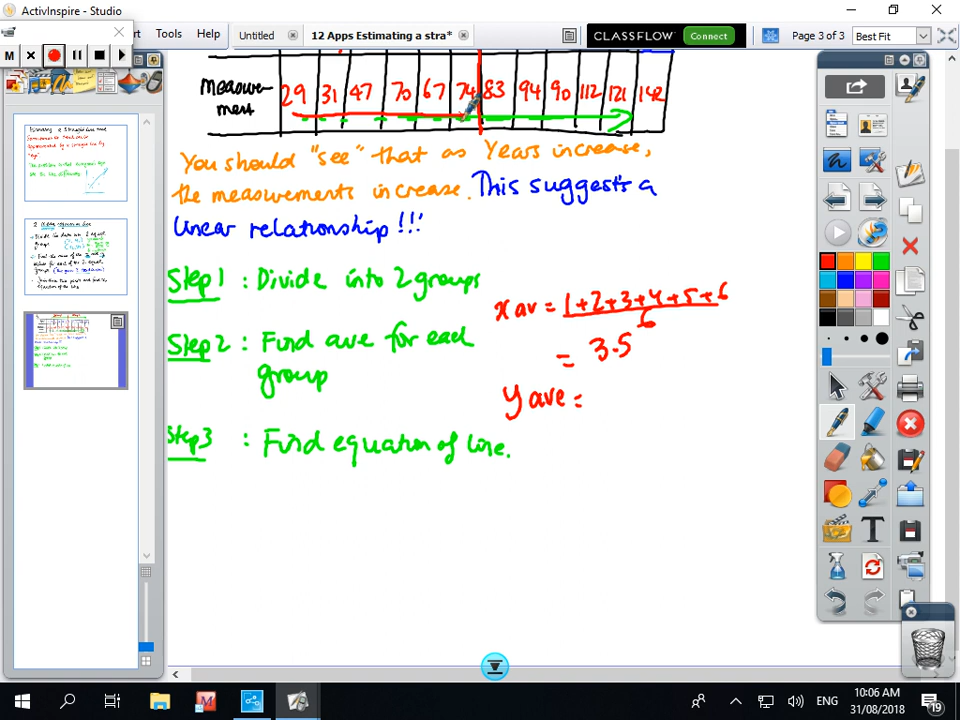 ActivInspire - Studio
M
Tools Help Untitled 12 Apps Estimating a stra* CLASSFLOW Connect Page 3 of 3 Best Fit
measure-
ment 29 31 47 70 67 74 83 94 90 112 121 142
You should "see" that as Years increase,
the measurements increase. This suggests a
linear relationship !!!
Step 1 : Divide into 2 groups
x av = 1+2+3+4+5+6
6
= 3.5
Step 2 : Find ave for each
group
y ave =
Step 3 : Find equation of line.
T
ENG
10:06 AM
31/08/2018
19